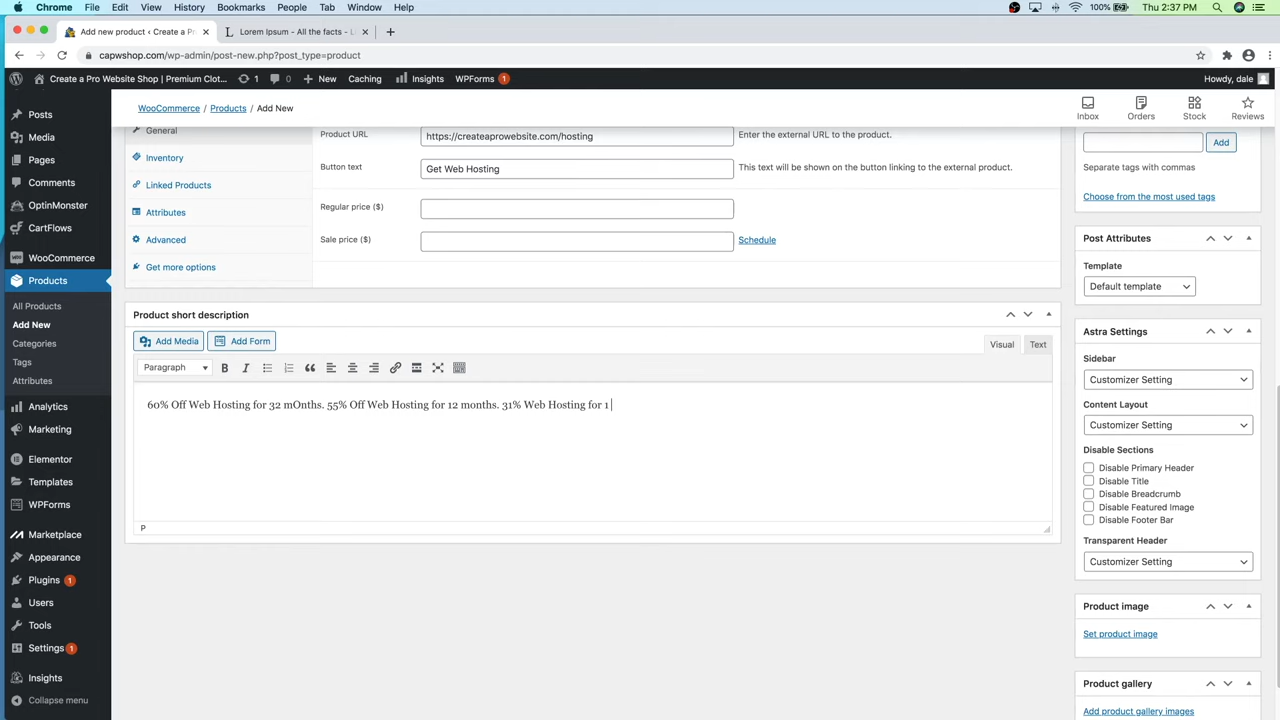 Chrome File Edit View History Bookmarks People Tab Window Help 100% Thu 2:37 PM
Add new product ‹ Create a Pr × Lorem Ipsum - All the facts - L × +
capwshop.com/wp-admin/post-new.php?post_type=product
Create a Pro Website Shop | Premium Clot... 1 0 + New Caching Insights WPForms 1 Howdy, dale
Posts
Media
Pages
Comments
OptinMonster
CartFlows
WooCommerce
Products
All Products
Add New
Categories
Tags
Attributes
Analytics
Marketing
Elementor
Templates
WPForms
Marketplace
Appearance
Plugins 1
Users
Tools
Settings 1
Insights
Collapse menu
WooCommerce / Products / Add New
Inbox Orders Stock Reviews
General
Inventory
Linked Products
Attributes
Advanced
Get more options
Product URL https://createaprowebsite.com/hosting Enter the external URL to the product.
Button text Get Web Hosting This text will be shown on the button linking to the external product.
Regular price ($)
Sale price ($) Schedule
Product short description
Add Media Add Form Visual Text
Paragraph B I
60% Off Web Hosting for 32 mOnths. 55% Off Web Hosting for 12 months. 31% Web Hosting for 1
P
Add
Separate tags with commas
Choose from the most used tags
Post Attributes
Template
Default template
Astra Settings
Sidebar
Customizer Setting
Content Layout
Customizer Setting
Disable Sections
Disable Primary Header
Disable Title
Disable Breadcrumb
Disable Featured Image
Disable Footer Bar
Transparent Header
Customizer Setting
Product image
Set product image
Product gallery
Add product gallery images